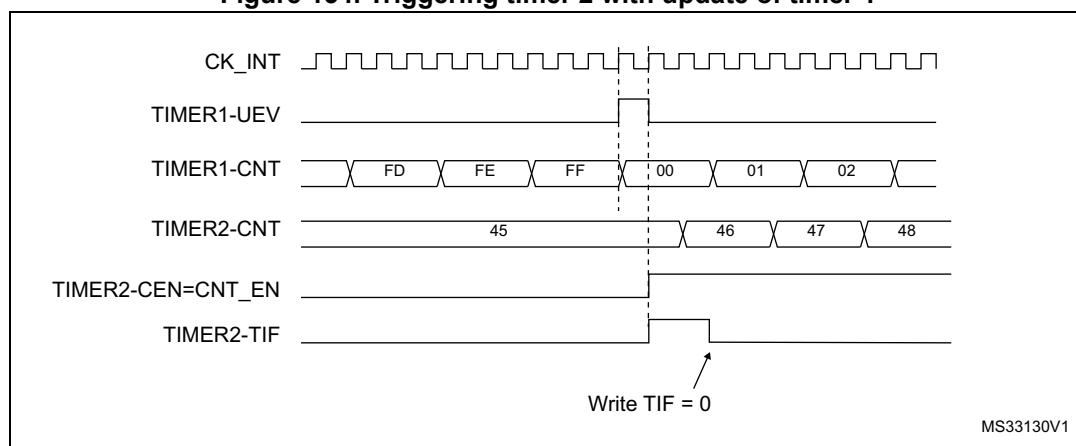 Figure 134. Triggering timer 2 with update of timer 1
CK_INT
TIMER1-UEV
TIMER1-CNT FD FE FF 00 01 02
TIMER2-CNT 45 46 47 48
TIMER2-CEN=CNT_EN
TIMER2-TIF
Write TIF = 0
MS33130V1